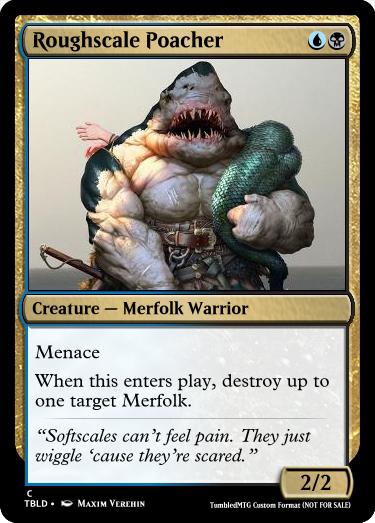 Roughscale Poacher
Creature — Merfolk Warrior
Menace
When this enters play, destroy up to
one target Merfolk.
“Softscales can’t feel pain. They just
wiggle ‘cause they’re scared.”
2/2
C
TBLD • Maxim Verehin
TumbledMTG Custom Format (NOT FOR SALE)